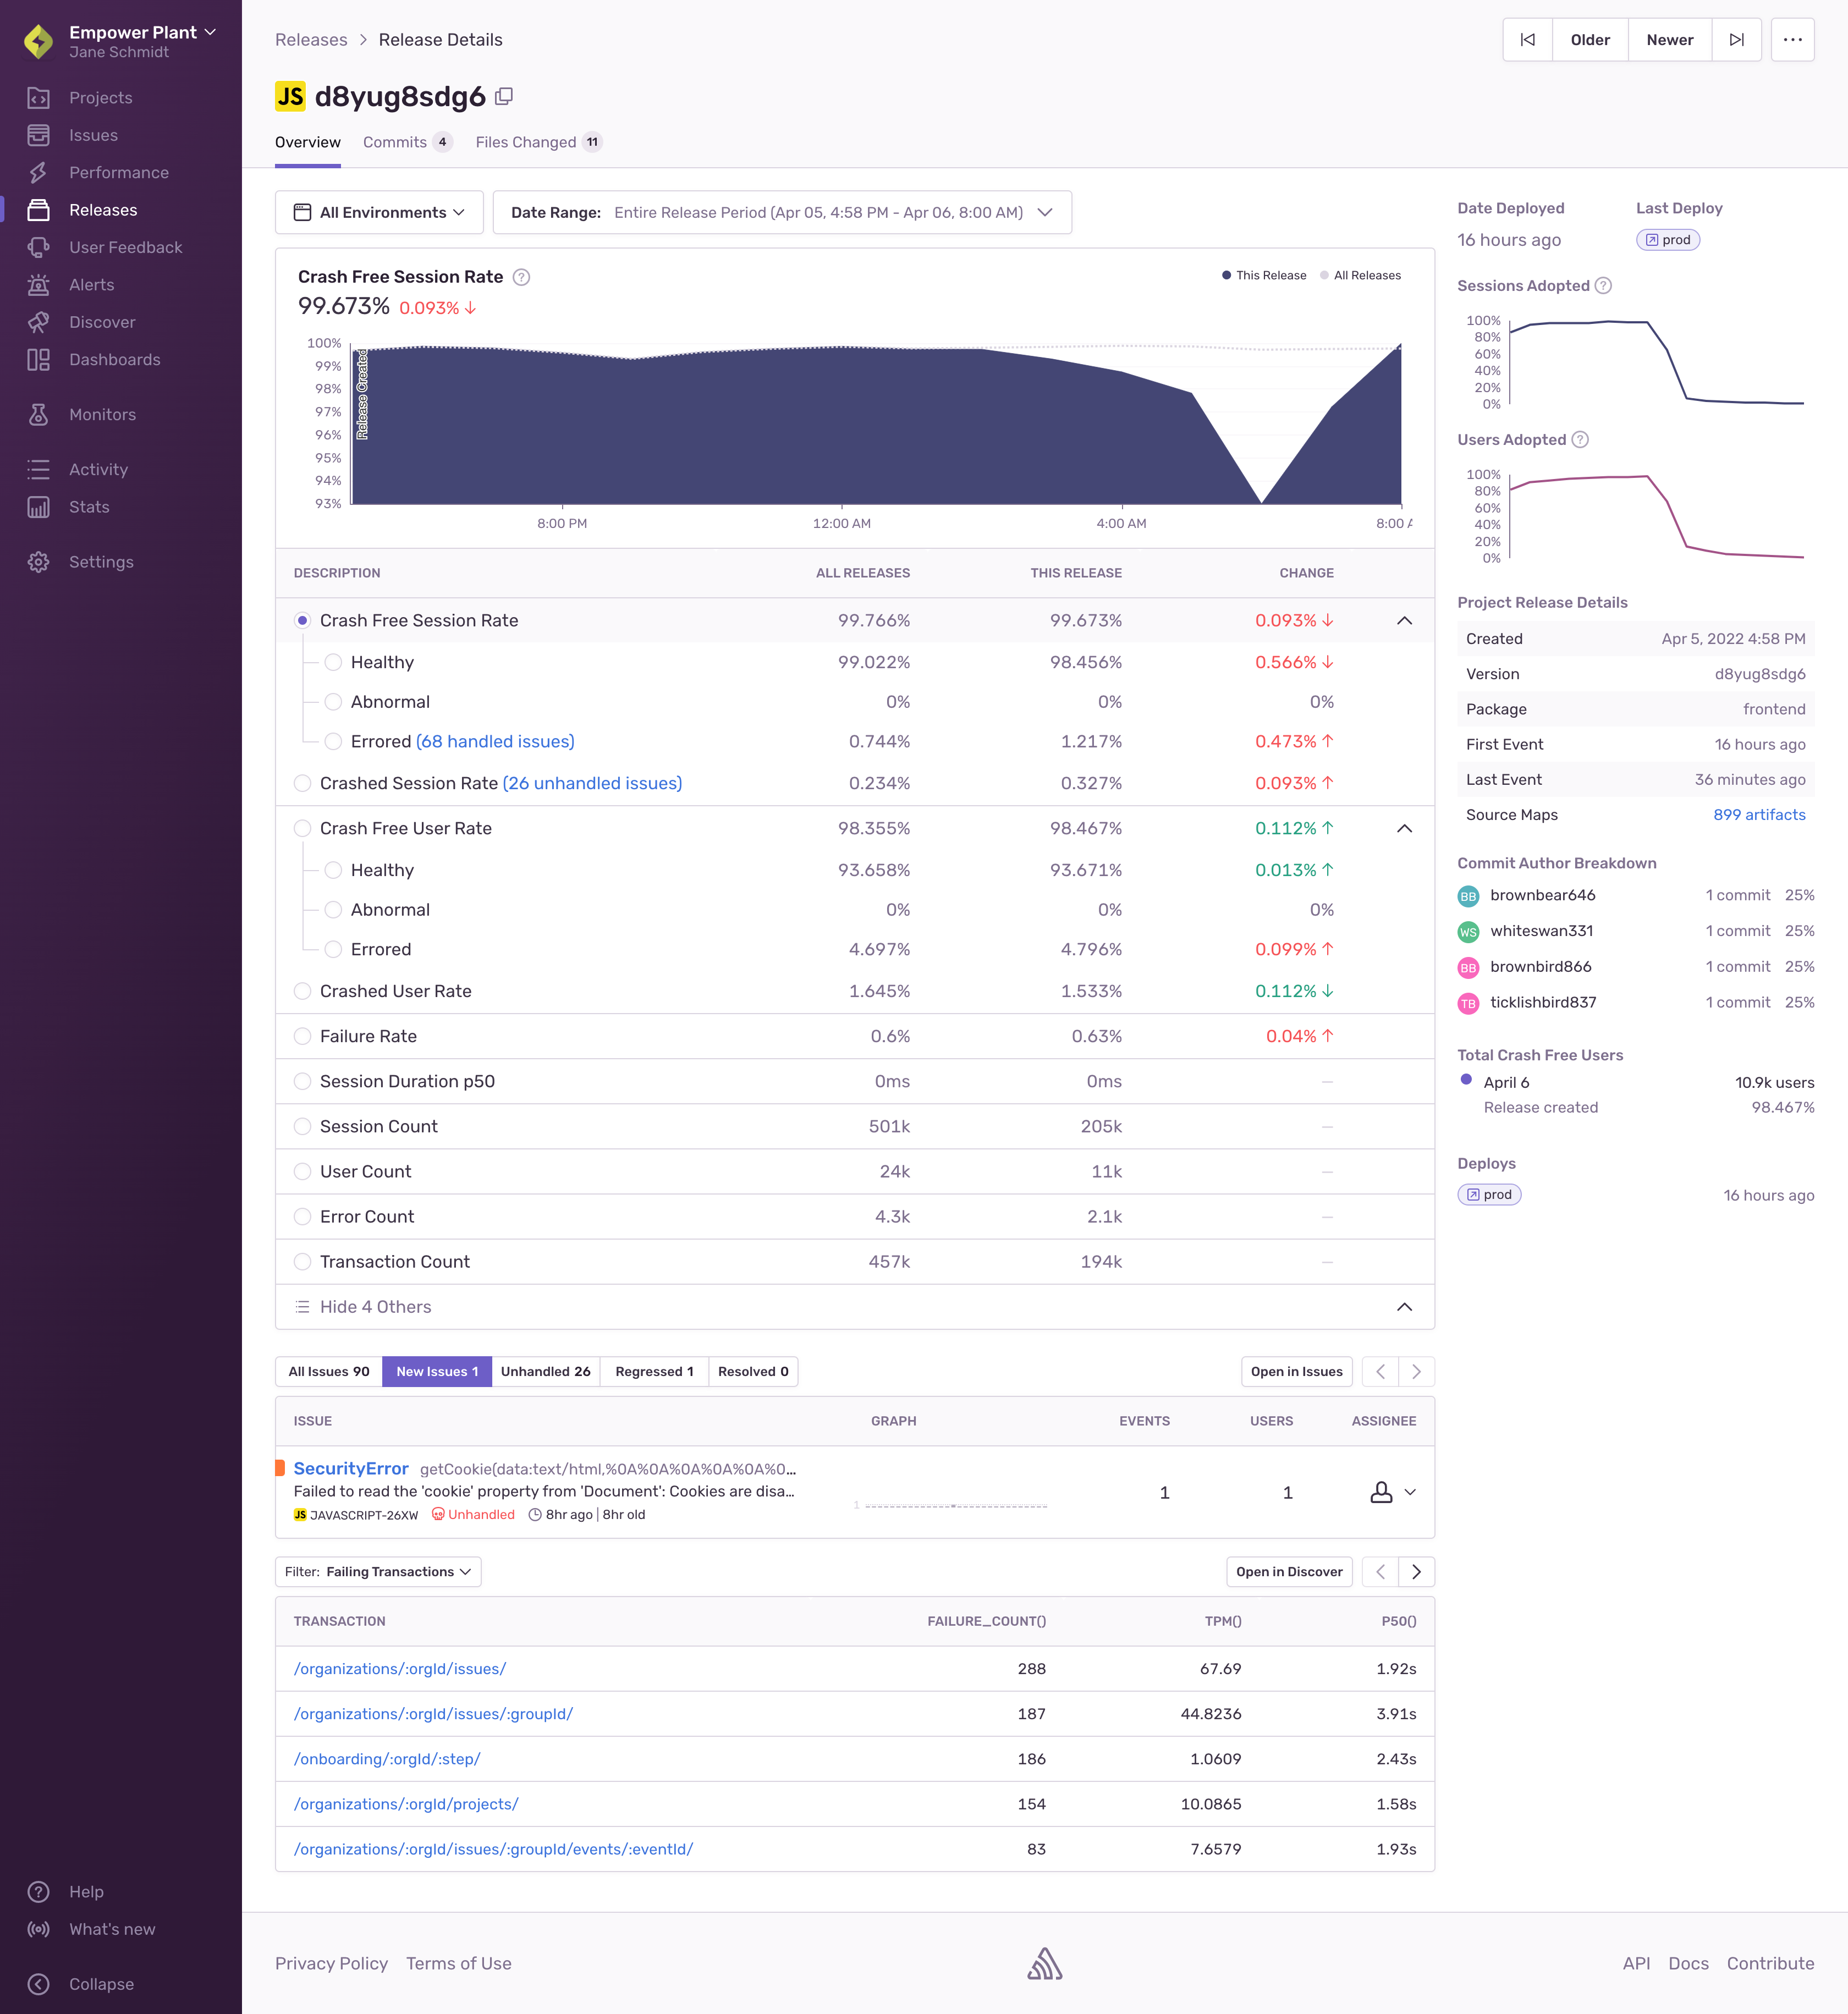 Empower Plant
Jane Schmidt
Projects
Issues
Performance
Releases
User Feedback
Alerts
Discover
Dashboards
Monitors
Activity
Stats
Settings
Help
What's new
Collapse
Releases > Release Details
Older
Newer
JS d8yug8sdg6
Overview
Commits 4
Files Changed 11
All Environments
Date Range: Entire Release Period (Apr 05, 4:58 PM - Apr 06, 8:00 AM)
Crash Free Session Rate ?
99.673% 0.093% ↓
This Release
All Releases
100%
99%
98%
97%
96%
95%
94%
93%
Release Created
8:00 PM
12:00 AM
4:00 AM
8:00 A
DESCRIPTION ALL RELEASES THIS RELEASE CHANGE
Crash Free Session Rate 99.766% 99.673% 0.093% ↓
Healthy 99.022% 98.456% 0.566% ↓
Abnormal 0% 0% 0%
Errored (68 handled issues) 0.744% 1.217% 0.473% ↑
Crashed Session Rate (26 unhandled issues) 0.234% 0.327% 0.093% ↑
Crash Free User Rate 98.355% 98.467% 0.112% ↑
Healthy 93.658% 93.671% 0.013% ↑
Abnormal 0% 0% 0%
Errored 4.697% 4.796% 0.099% ↑
Crashed User Rate 1.645% 1.533% 0.112% ↓
Failure Rate 0.6% 0.63% 0.04% ↑
Session Duration p50 0ms 0ms —
Session Count 501k 205k —
User Count 24k 11k —
Error Count 4.3k 2.1k —
Transaction Count 457k 194k —
Hide 4 Others
All Issues 90
New Issues 1
Unhandled 26
Regressed 1
Resolved 0
Open in Issues
ISSUE GRAPH EVENTS USERS ASSIGNEE
SecurityError getCookie(data:text/html,%0A%0A%0A%0A%0A%0...
Failed to read the 'cookie' property from 'Document': Cookies are disa...
JS JAVASCRIPT-26XW Unhandled 8hr ago | 8hr old
1
1 1
Filter: Failing Transactions
Open in Discover
TRANSACTION FAILURE_COUNT() TPM() P50()
/organizations/:orgId/issues/ 288 67.69 1.92s
/organizations/:orgId/issues/:groupId/ 187 44.8236 3.91s
/onboarding/:orgId/:step/ 186 1.0609 2.43s
/organizations/:orgId/projects/ 154 10.0865 1.58s
/organizations/:orgId/issues/:groupId/events/:eventId/ 83 7.6579 1.93s
Date Deployed
16 hours ago
Last Deploy
prod
Sessions Adopted ?
100%
80%
60%
40%
20%
0%
Users Adopted ?
100%
80%
60%
40%
20%
0%
Project Release Details
Created Apr 5, 2022 4:58 PM
Version d8yug8sdg6
Package frontend
First Event 16 hours ago
Last Event 36 minutes ago
Source Maps 899 artifacts
Commit Author Breakdown
BB brownbear646 1 commit 25%
WS whiteswan331 1 commit 25%
BB brownbird866 1 commit 25%
TB ticklishbird837 1 commit 25%
Total Crash Free Users
April 6 10.9k users
Release created 98.467%
Deploys
prod 16 hours ago
Privacy Policy
Terms of Use
API
Docs
Contribute